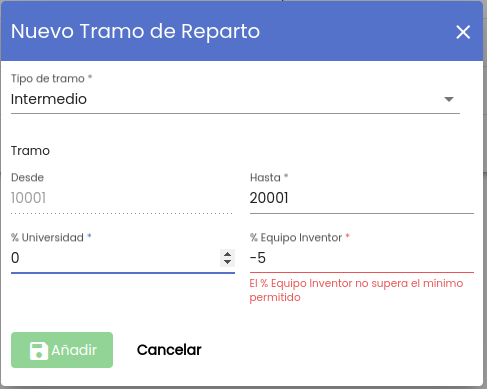 Nuevo Tramo de Reparto
Tipo de tramo *
Intermedio
Tramo
Desde
Hasta *
10001
20001
% Universidad *
% Equipo Inventor *
0
-5
El % Equipo Inventor no supera el mínimo
permitido
Añadir
Cancelar